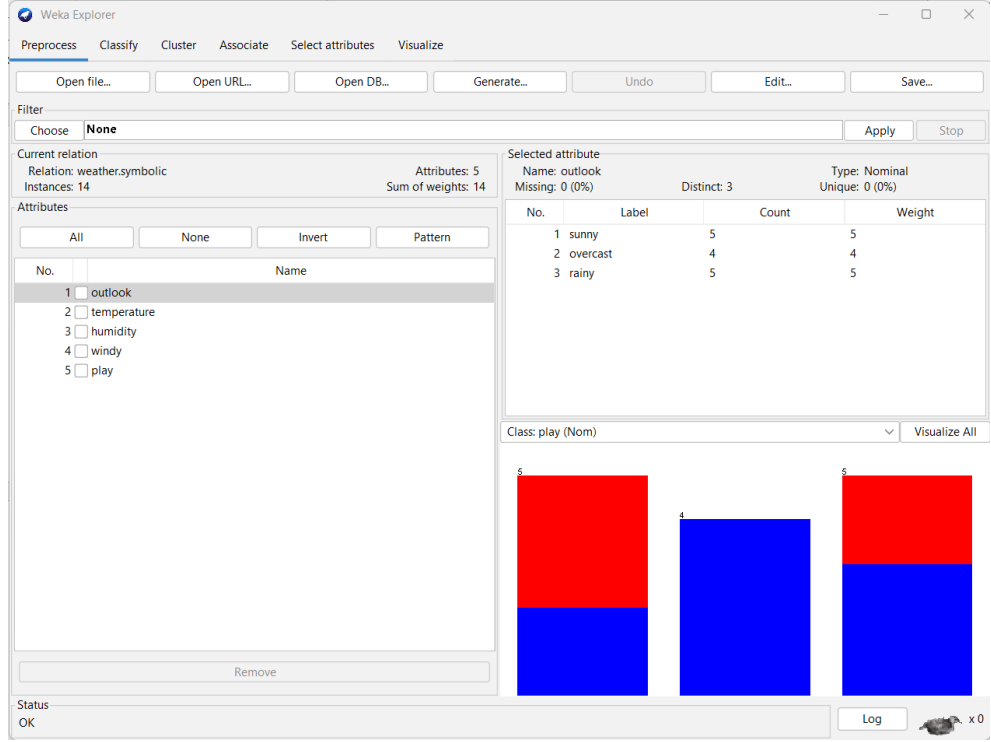 Weka Explorer
Preprocess Classify Cluster Associate Select attributes Visualize
Open file... Open URL... Open DB... Generate... Undo Edit... Save...
Filter
Choose None Apply Stop
Current relation
Relation: weather.symbolic Attributes: 5
Instances: 14 Sum of weights: 14
Attributes
All None Invert Pattern
No. Name
1 outlook
2 temperature
3 humidity
4 windy
5 play
Remove
Selected attribute
Name: outlook Type: Nominal
Missing: 0 (0%) Distinct: 3 Unique: 0 (0%)
No. Label Count Weight
1 sunny 5 5
2 overcast 4 4
3 rainy 5 5
Class: play (Nom) Visualize All
5 4 5
Status
OK
Log x 0